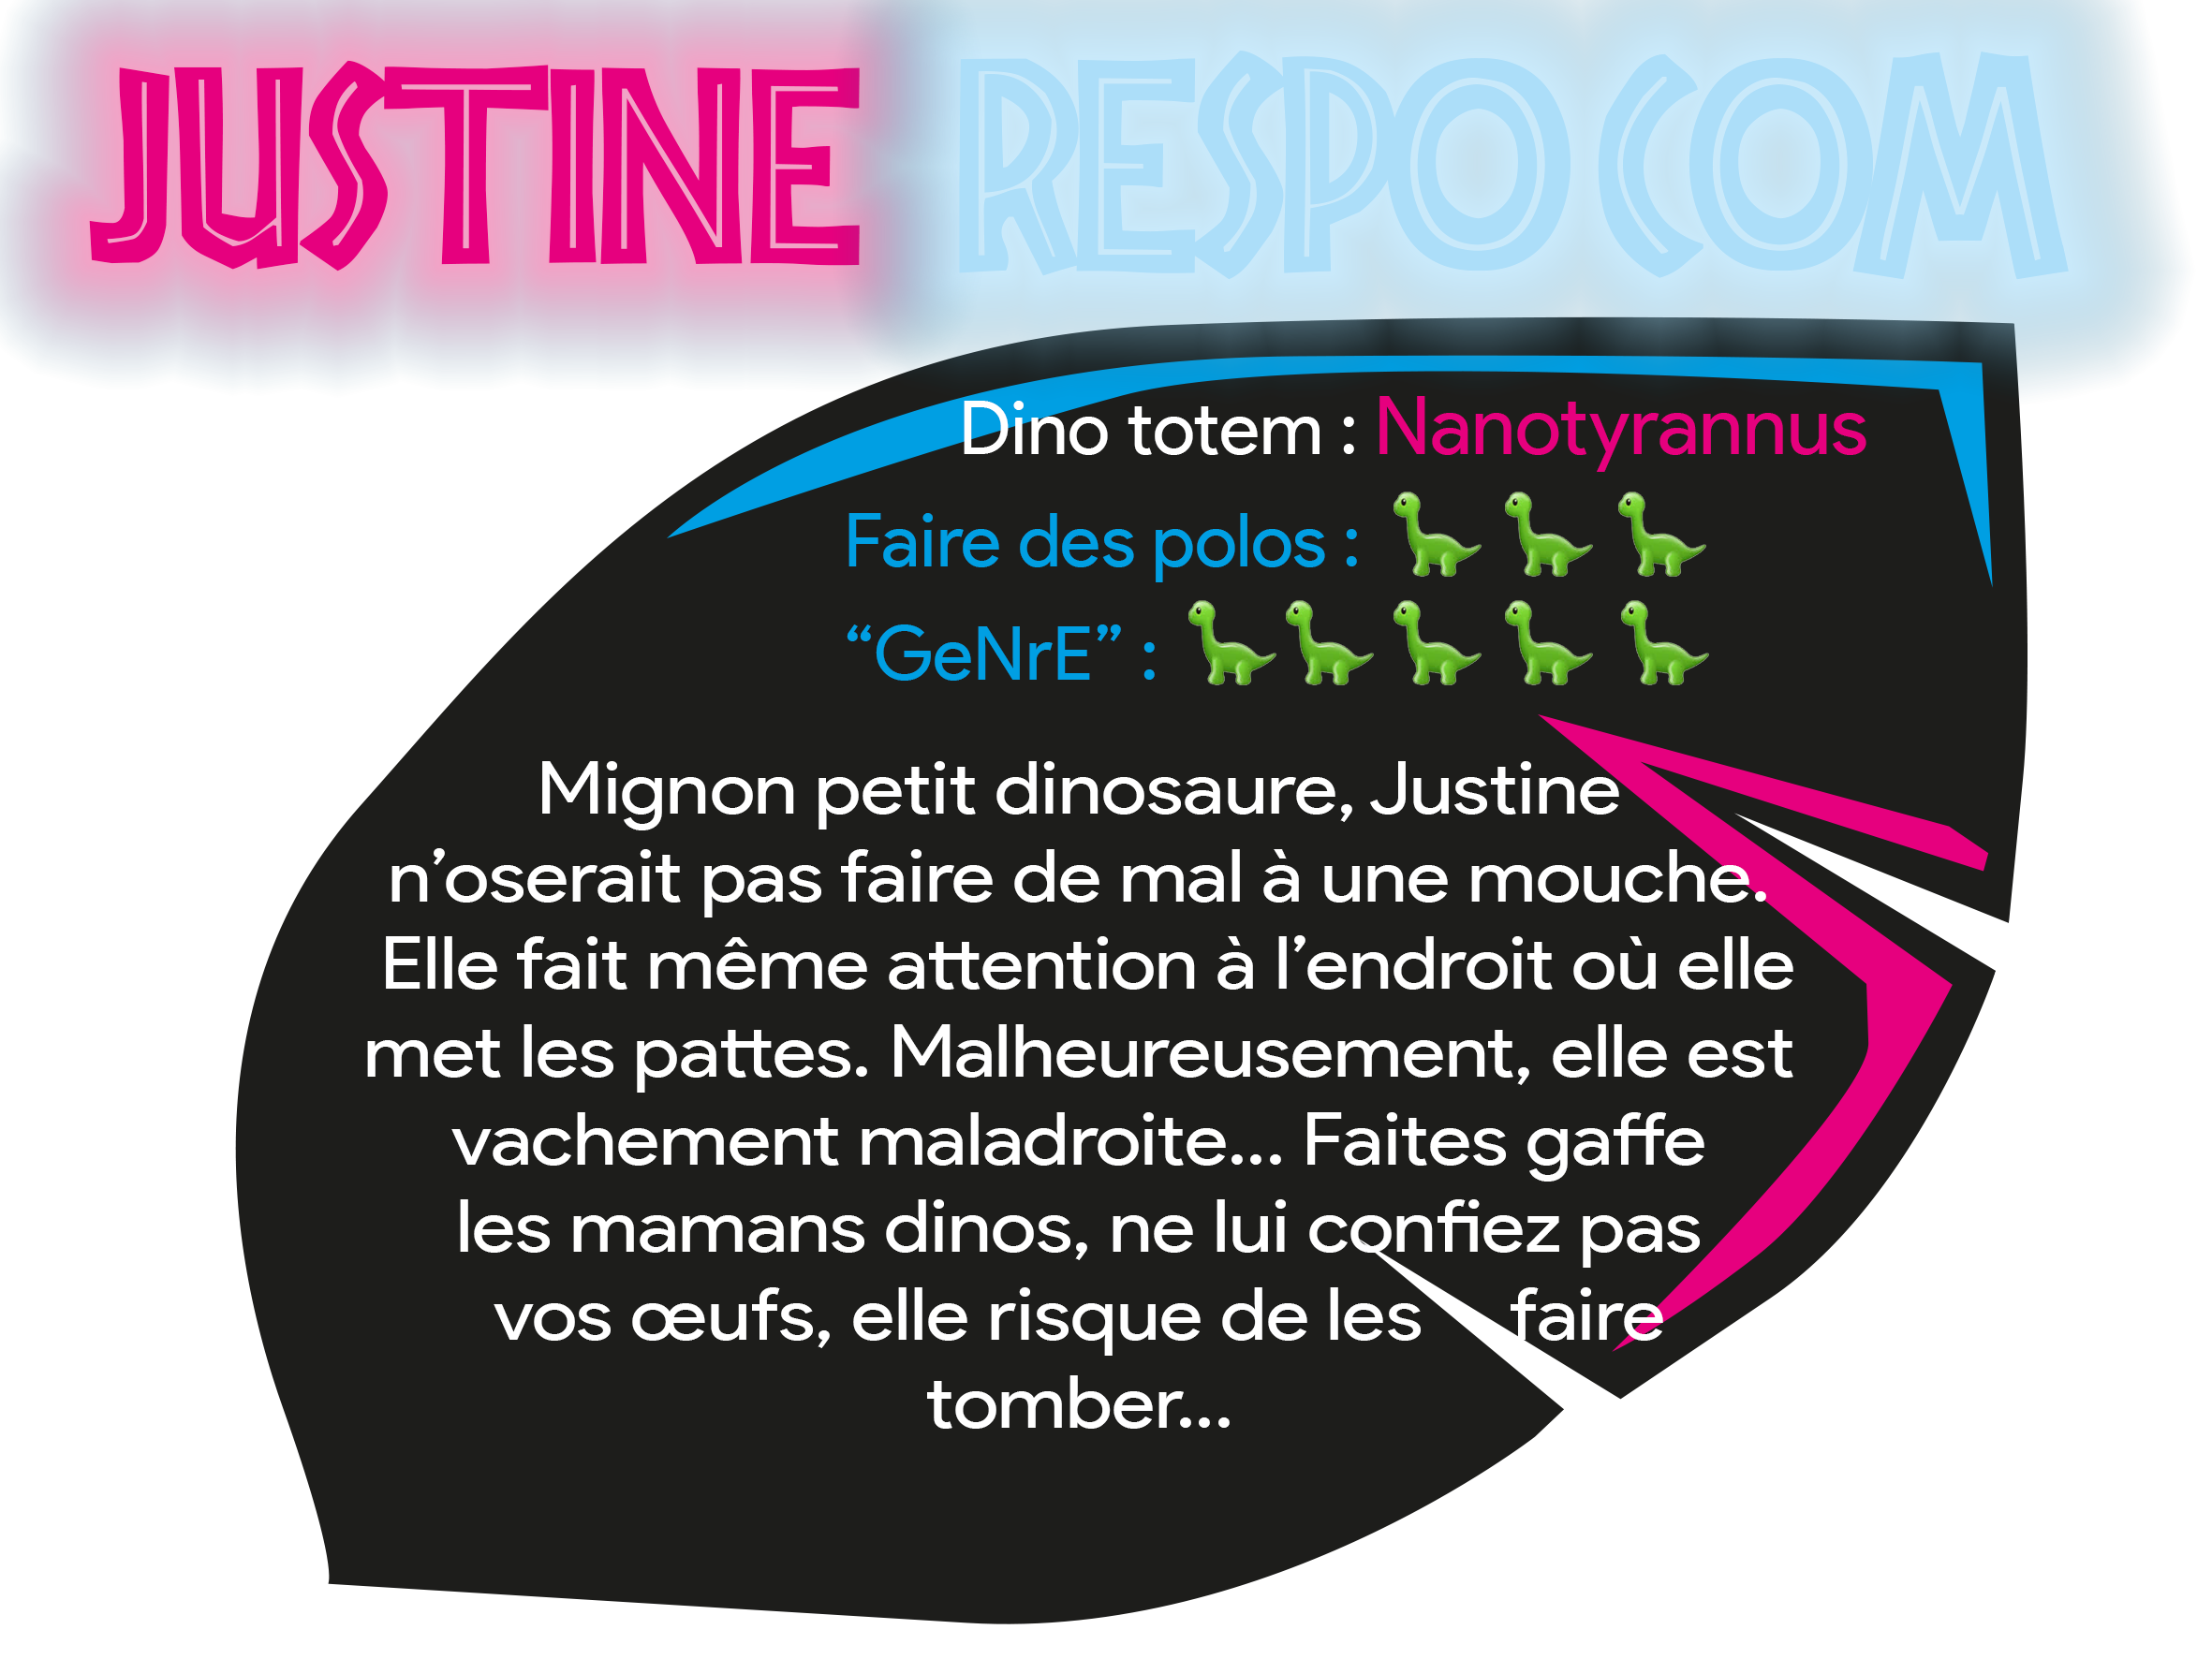 JUSTINE RESPO COM
Dino totem : Nanotyrannus
Faire des polos : 🦕 🦕 🦕
“GeNrE” : 🦕 🦕 🦕 🦕 🦕
Mignon petit dinosaure, Justine
n’oserait pas faire de mal à une mouche.
Elle fait même attention à l’endroit où elle
met les pattes. Malheureusement, elle est
vachement maladroite... Faites gaffe
les mamans dinos, ne lui confiez pas
vos œufs, elle risque de les faire
tomber...